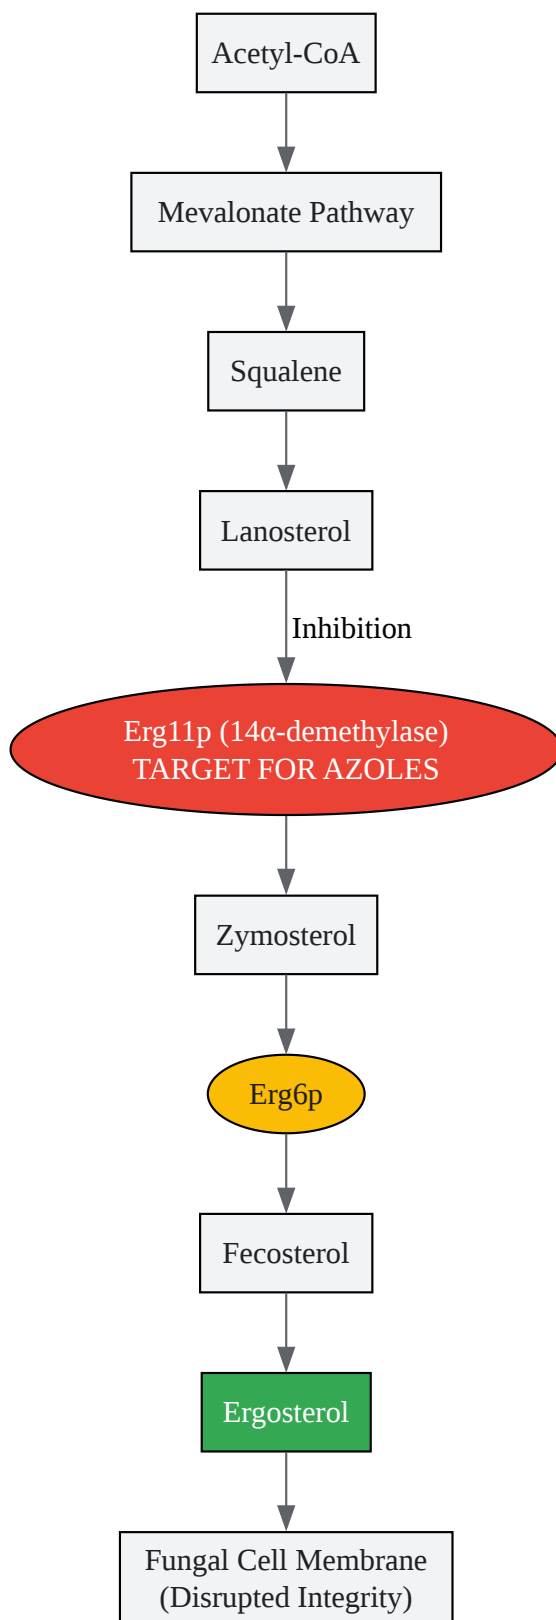 Acetyl-CoA
Mevalonate Pathway
Squalene
Lanosterol
Inhibition
Erg11p (14α-demethylase)
TARGET FOR AZOLES
Zymosterol
Erg6p
Fecosterol
Ergosterol
Fungal Cell Membrane
(Disrupted Integrity)